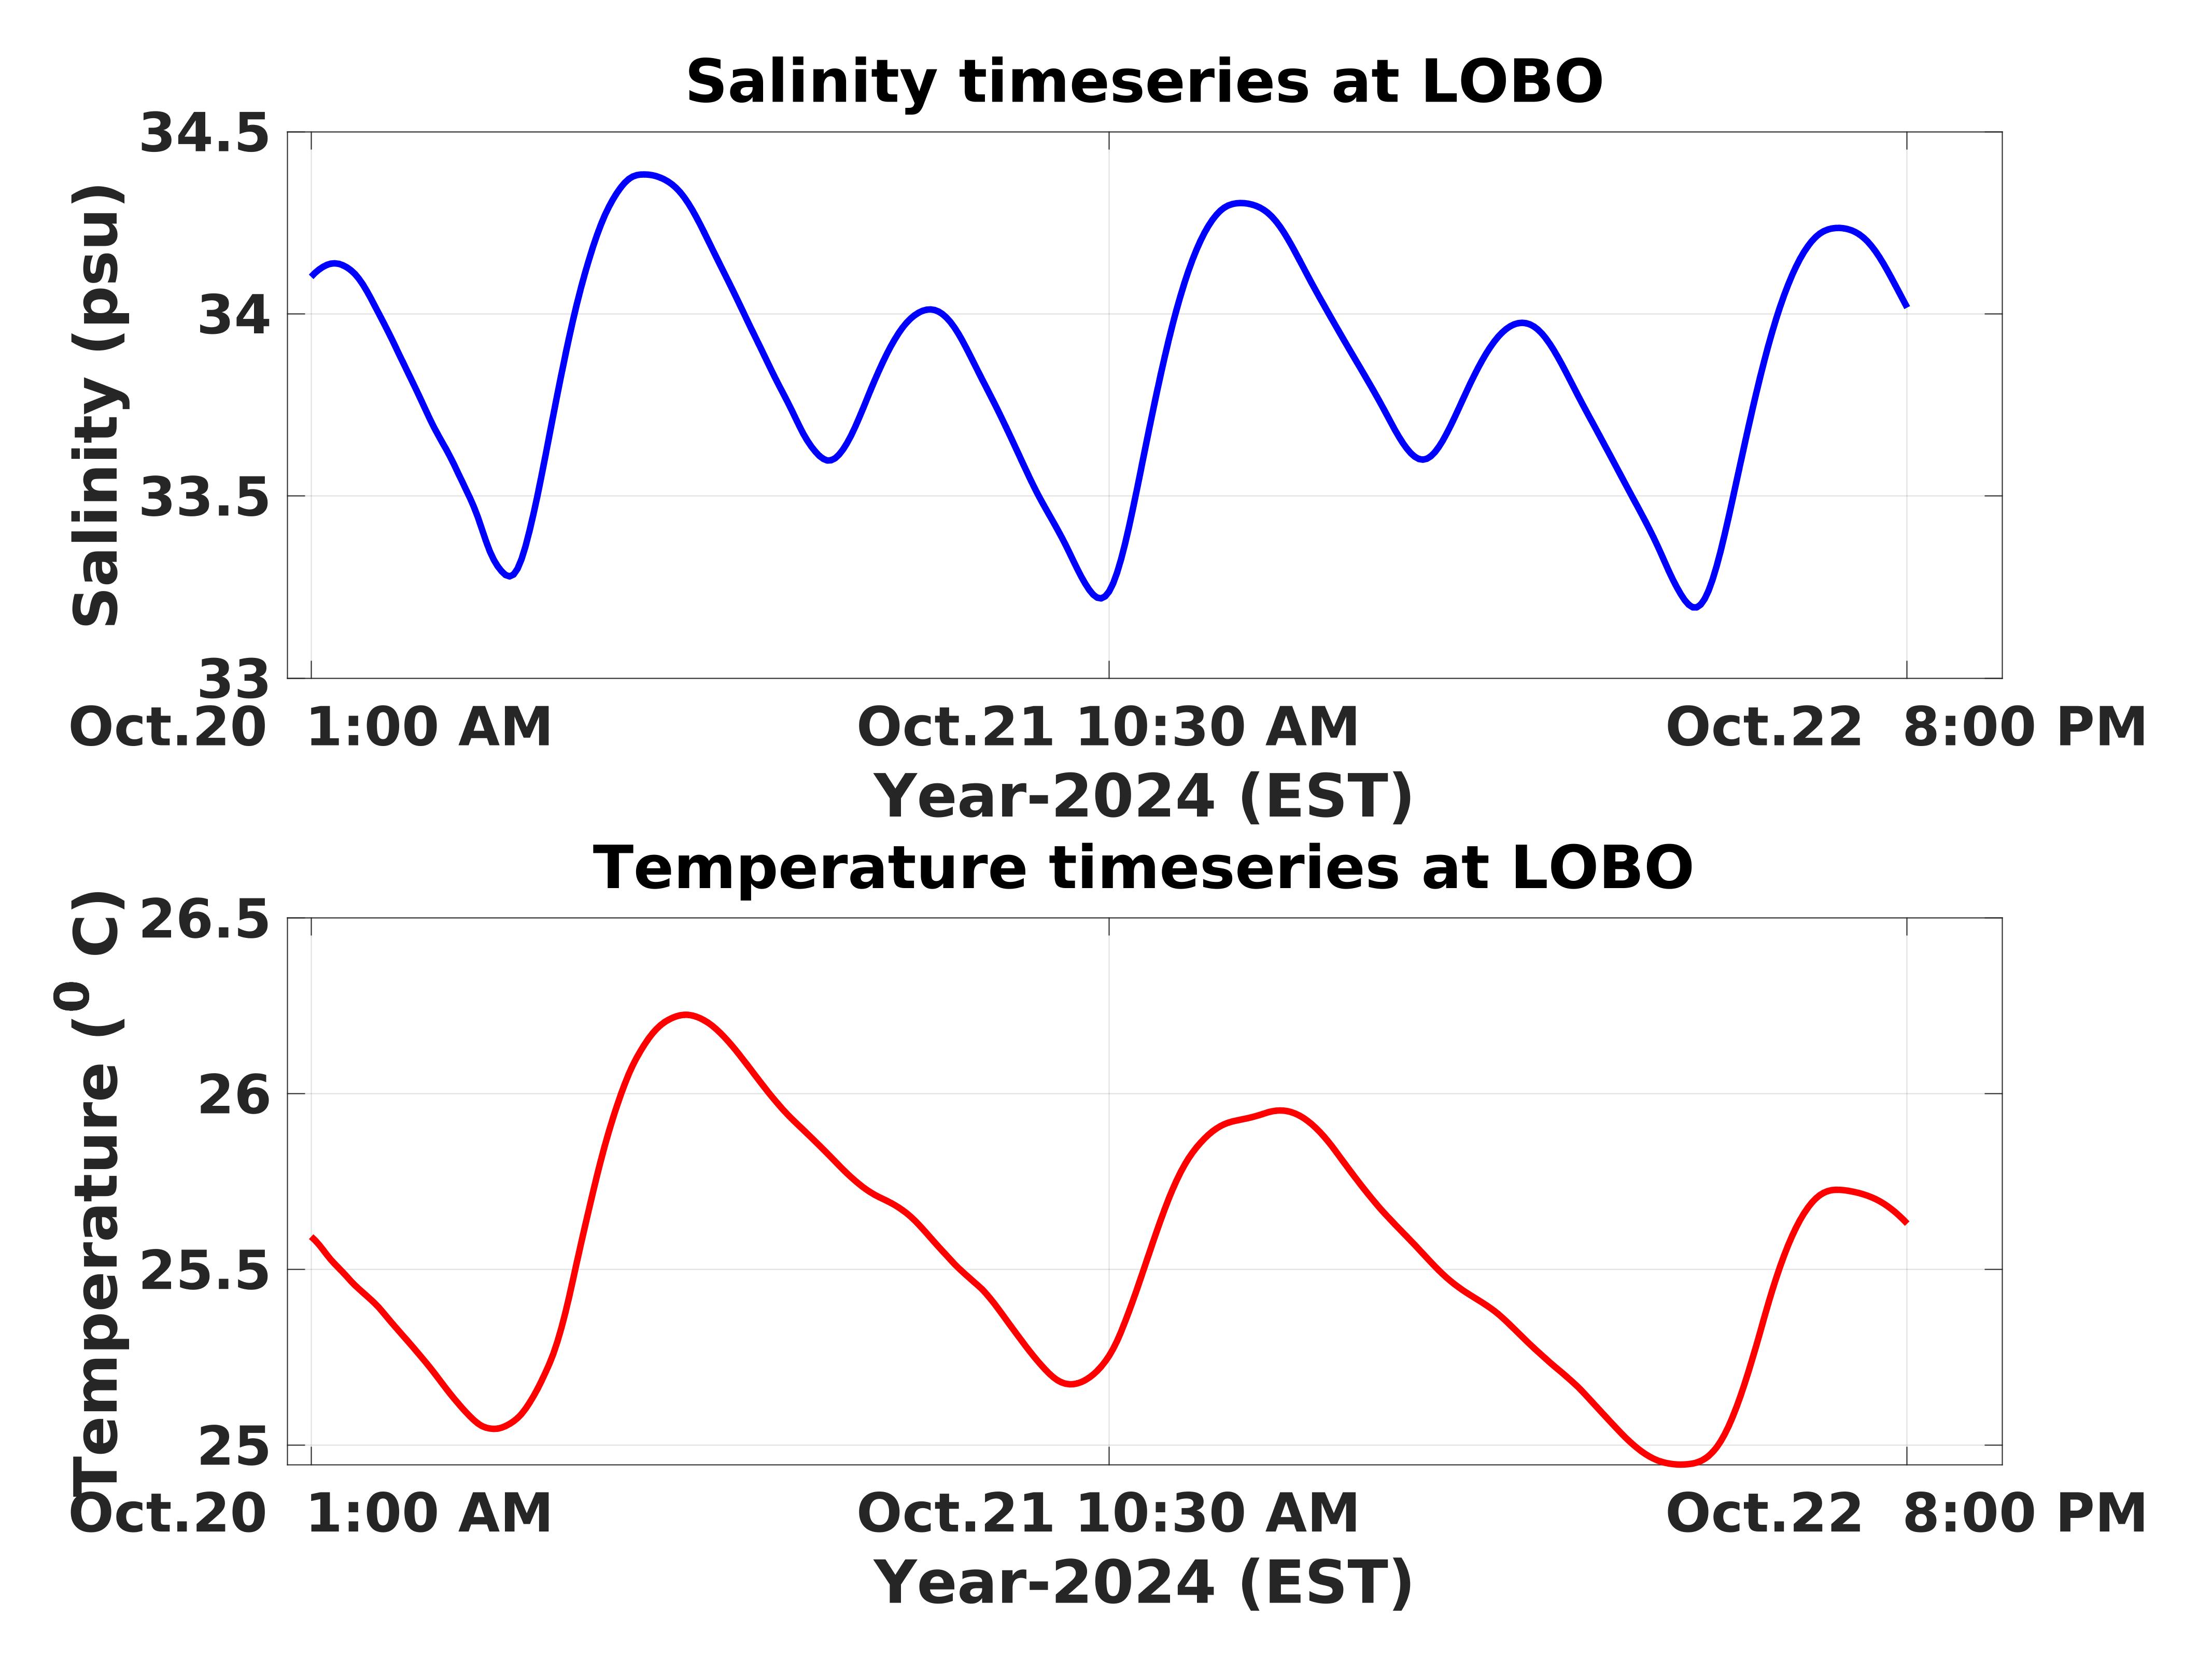 Salinity timeseries at LOBO
Salinity (psu)
34.5
34
33.5
33
Oct.20 1:00 AM
Oct.21 10:30 AM
Oct.22 8:00 PM
Year-2024 (EST)
Temperature timeseries at LOBO
Temperature (⁰ C)
26.5
26
25.5
25
Oct.20 1:00 AM
Oct.21 10:30 AM
Oct.22 8:00 PM
Year-2024 (EST)